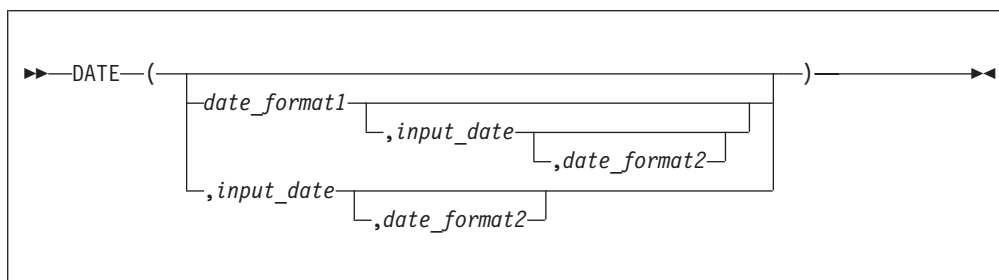 DATE ( )
date_format1
,input_date
,date_format2
,input_date
,date_format2